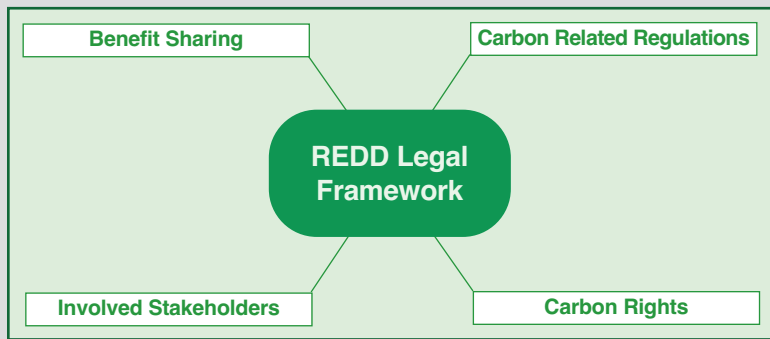 Benefit Sharing
Carbon Related Regulations
REDD Legal
Framework
Involved Stakeholders
Carbon Rights